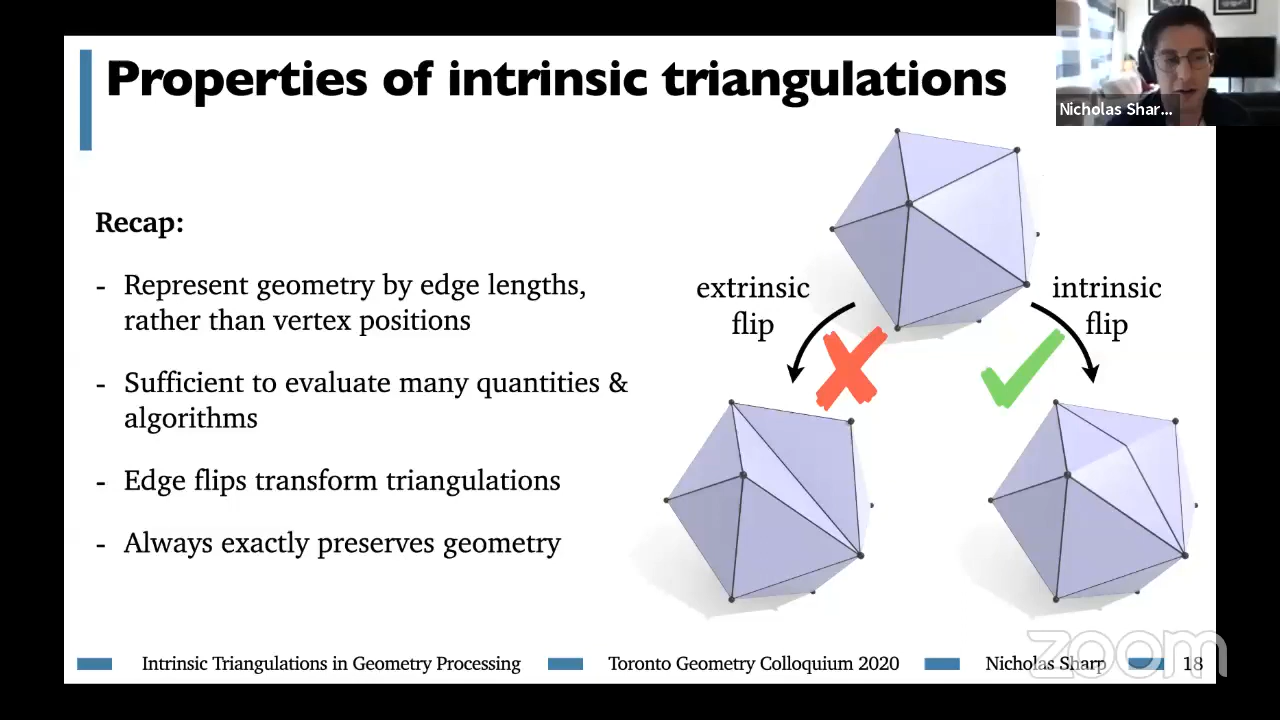 Properties of intrinsic triangulations
Nicholas Shar...
Recap:
- Represent geometry by edge lengths,
rather than vertex positions
- Sufficient to evaluate many quantities &
algorithms
- Edge flips transform triangulations
- Always exactly preserves geometry
extrinsic
flip
intrinsic
flip
Intrinsic Triangulations in Geometry Processing
Toronto Geometry Colloquium 2020
Nicholas Sharp
18
zoom